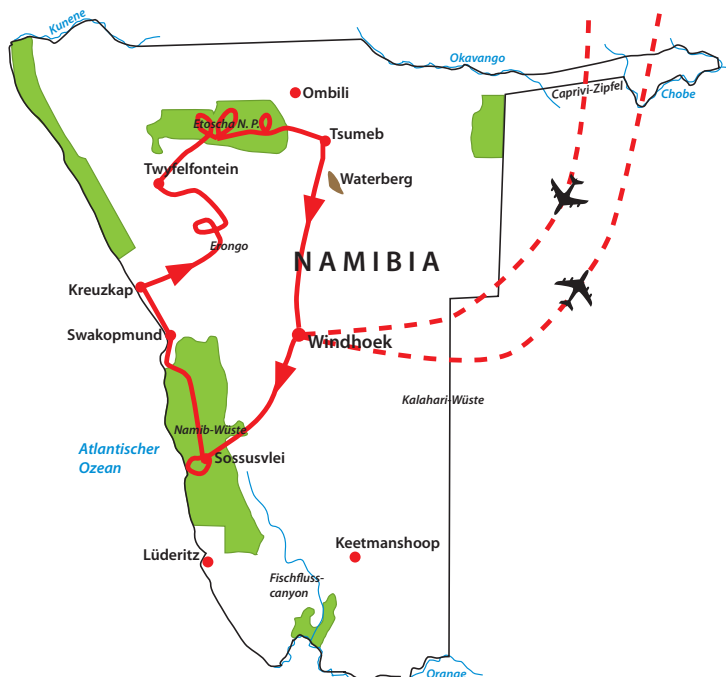 Kunene
Okavango
Caprivi-Zipfel
Chobe
Ombili
Etoscha N. P.
Tsumeb
Twyfelfontein
Waterberg
Erongo
NAMIBIA
Kreuzkap
Swakopmund
Windhoek
Kalahari-Wüste
Namib-Wüste
Atlantischer
Ozean
Sossusvlei
Keetmanshoop
Lüderitz
Fischfluss-
canyon
Orange